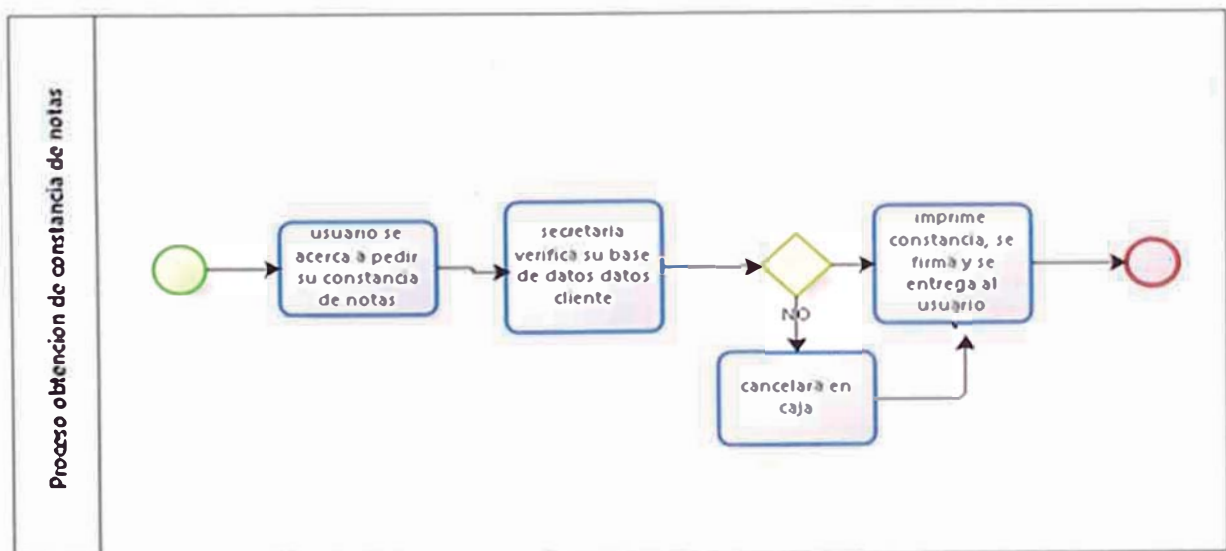 Proceso obtencion de constancia de notas
usuario se
acerca a pedir
su constancia
de notas
secretaria
verifica su base
de datos datos
cliente
NO
imprime
constancia, se
firma y se
entrega al
usuario
cancelara en
caja